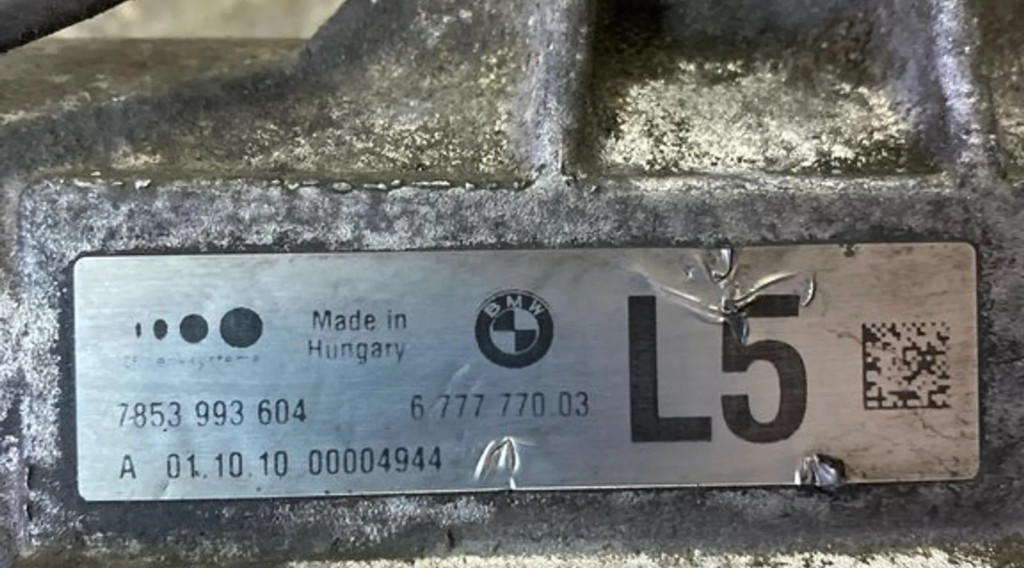 Made in
Hungary
BMW
L5
7853 993 604
6 777 770.03
A 01.10.10 00004944